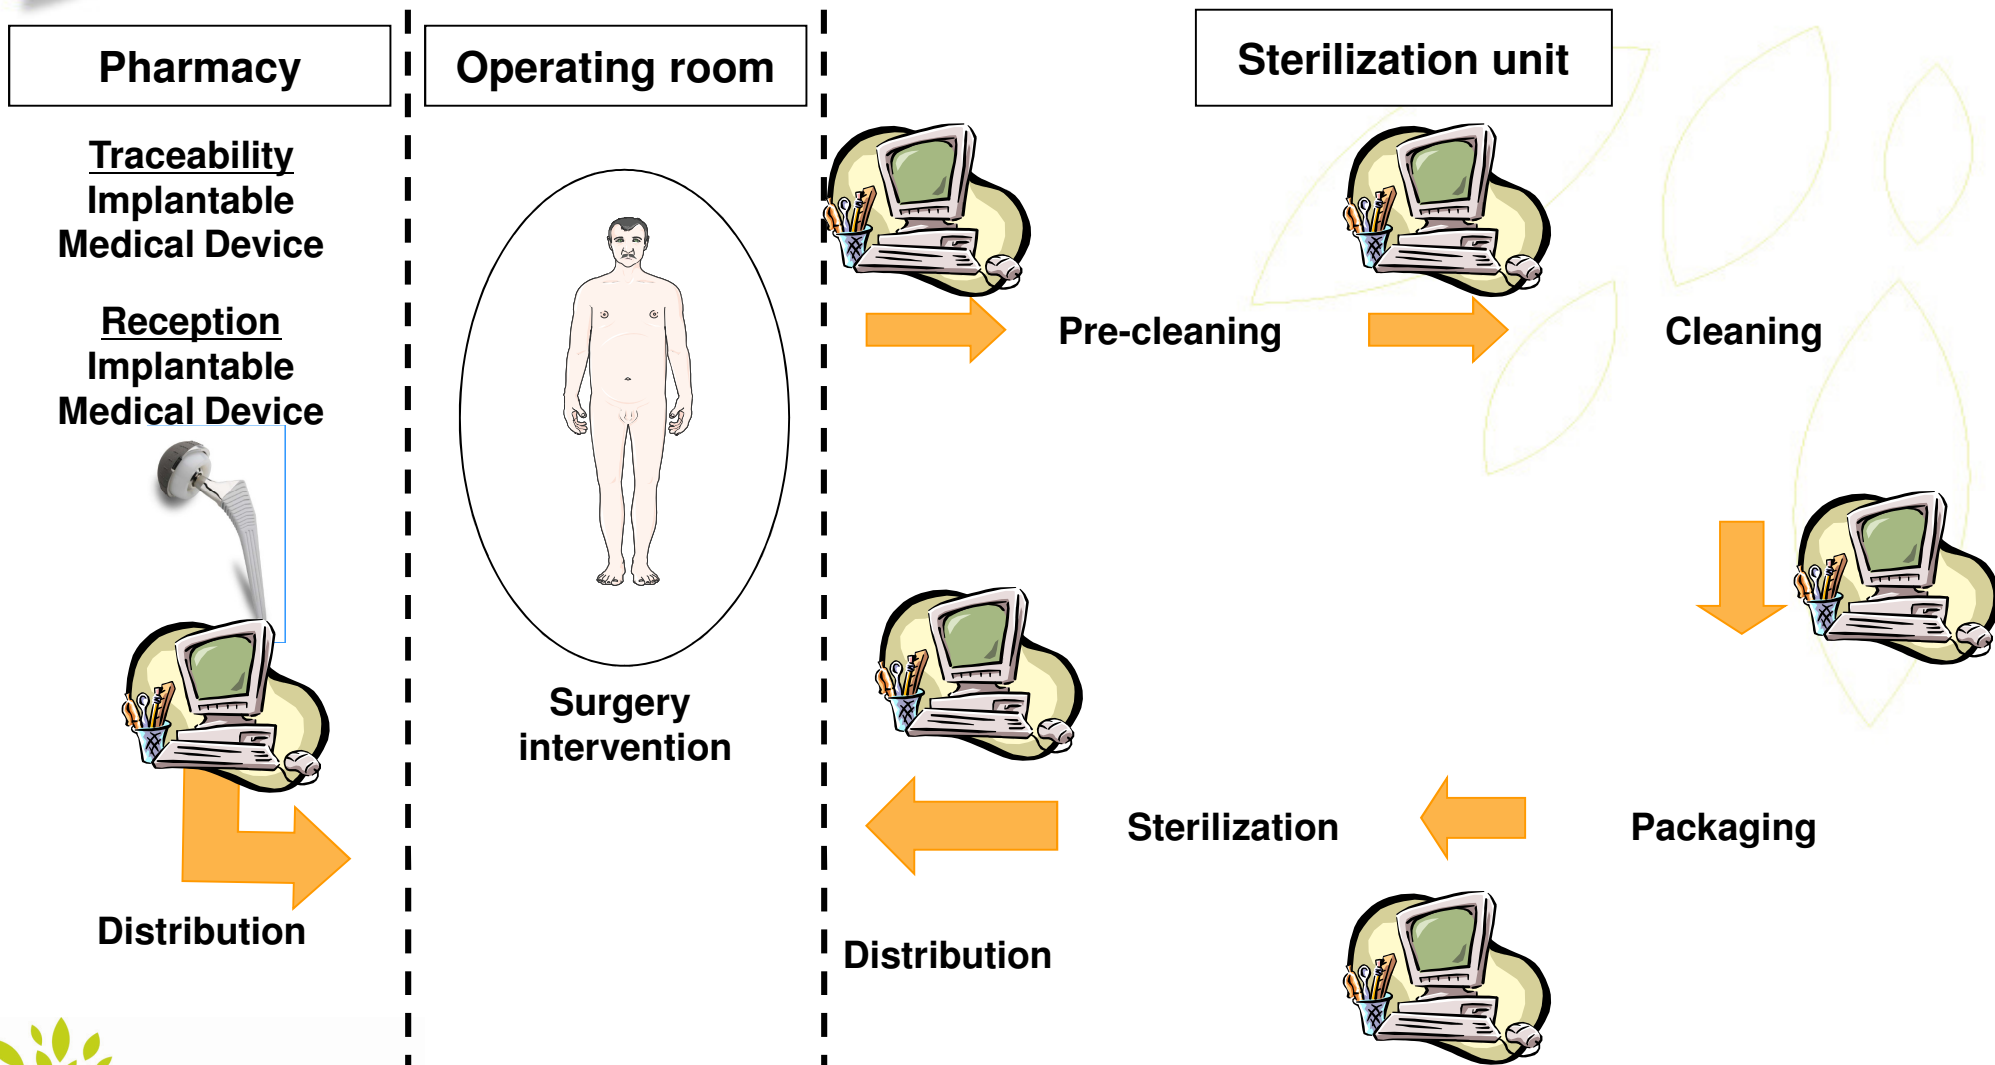 Pharmacy
Traceability
Implantable
Medical Device
Reception
Implantable
Medical Device
Distribution
Operating room
Surgery
intervention
Sterilization unit
Pre-cleaning
Cleaning
Packaging
Sterilization
Distribution